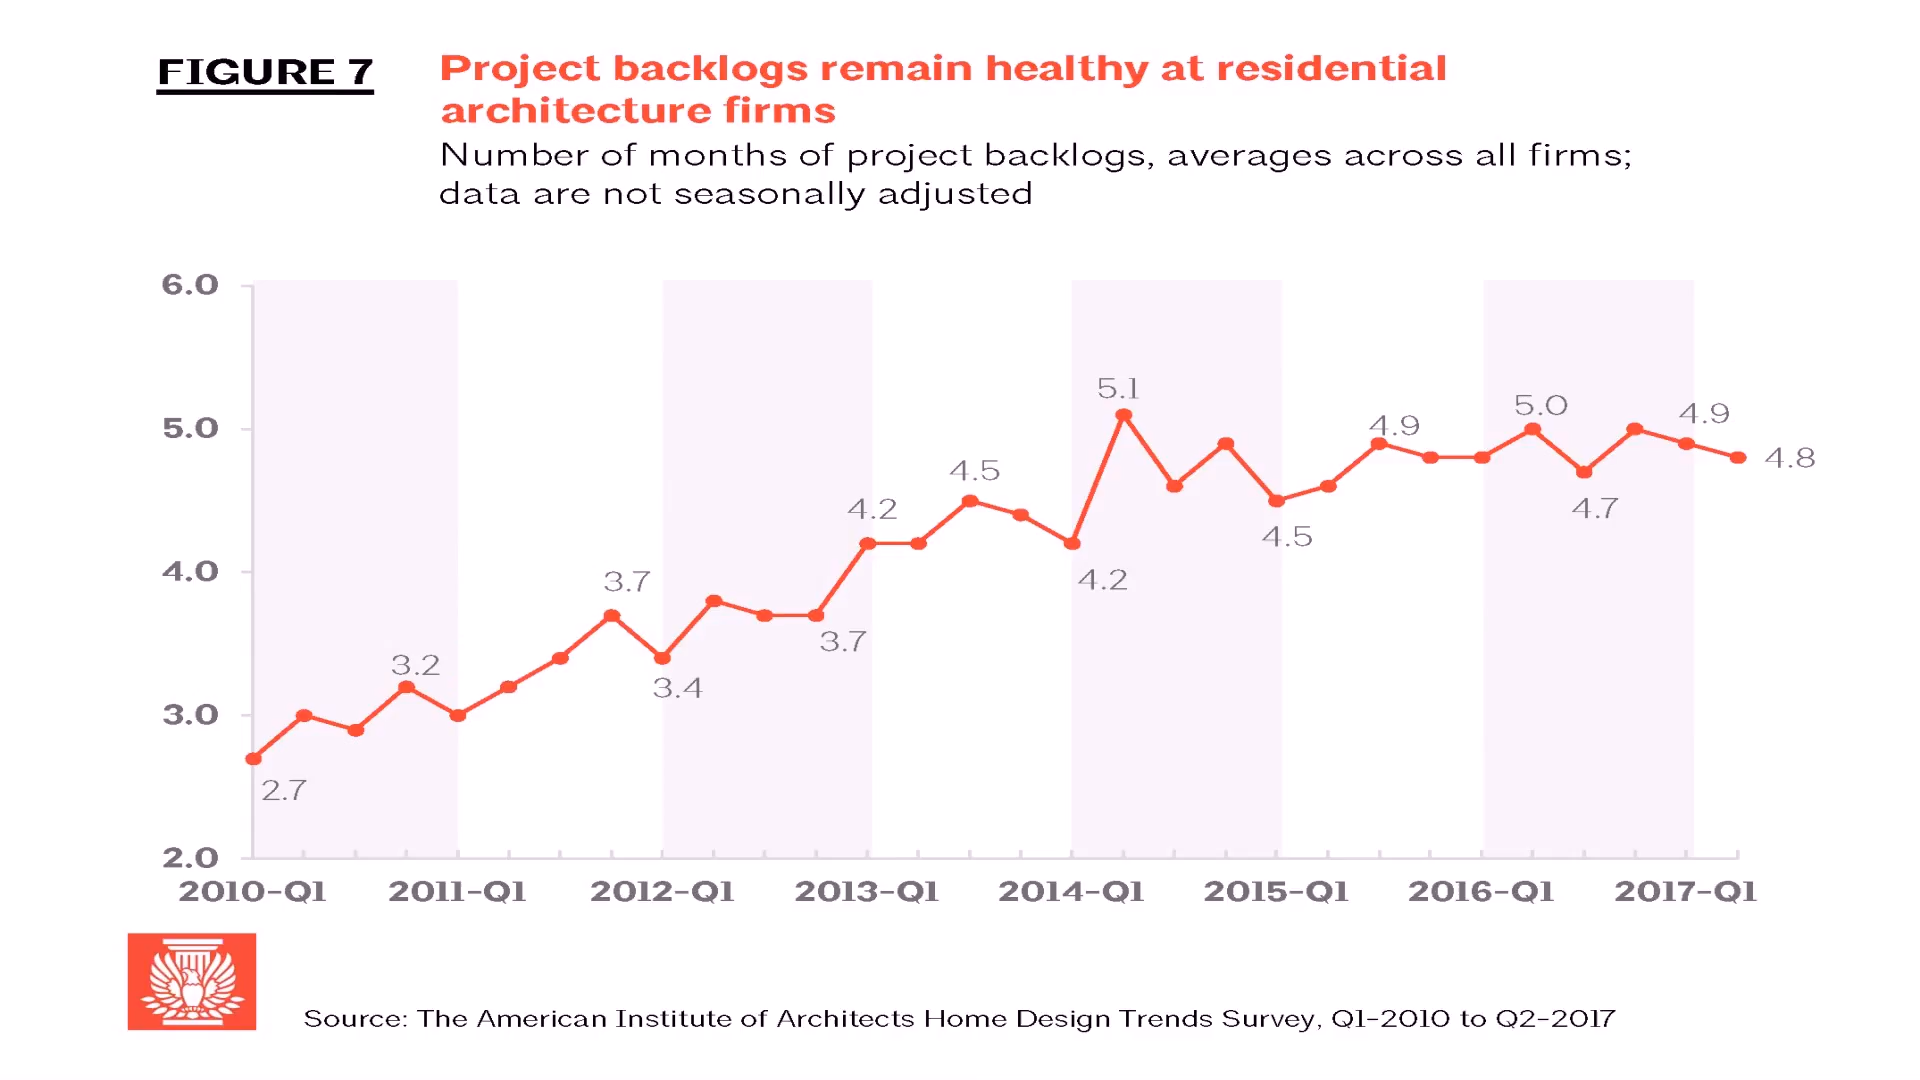 FIGURE 7
Project backlogs remain healthy at residential
architecture firms
Number of months of project backlogs, averages across all firms;
data are not seasonally adjusted
6.0
5.0
4.0
3.0
2.0
2.7
3.2
3.7
3.4
3.7
4.2
4.5
4.2
5.1
4.5
4.9
5.0
4.7
4.9
4.8
2010-Q1
2011-Q1
2012-Q1
2013-Q1
2014-Q1
2015-Q1
2016-Q1
2017-Q1
Source: The American Institute of Architects Home Design Trends Survey, Q1-2010 to Q2-2017